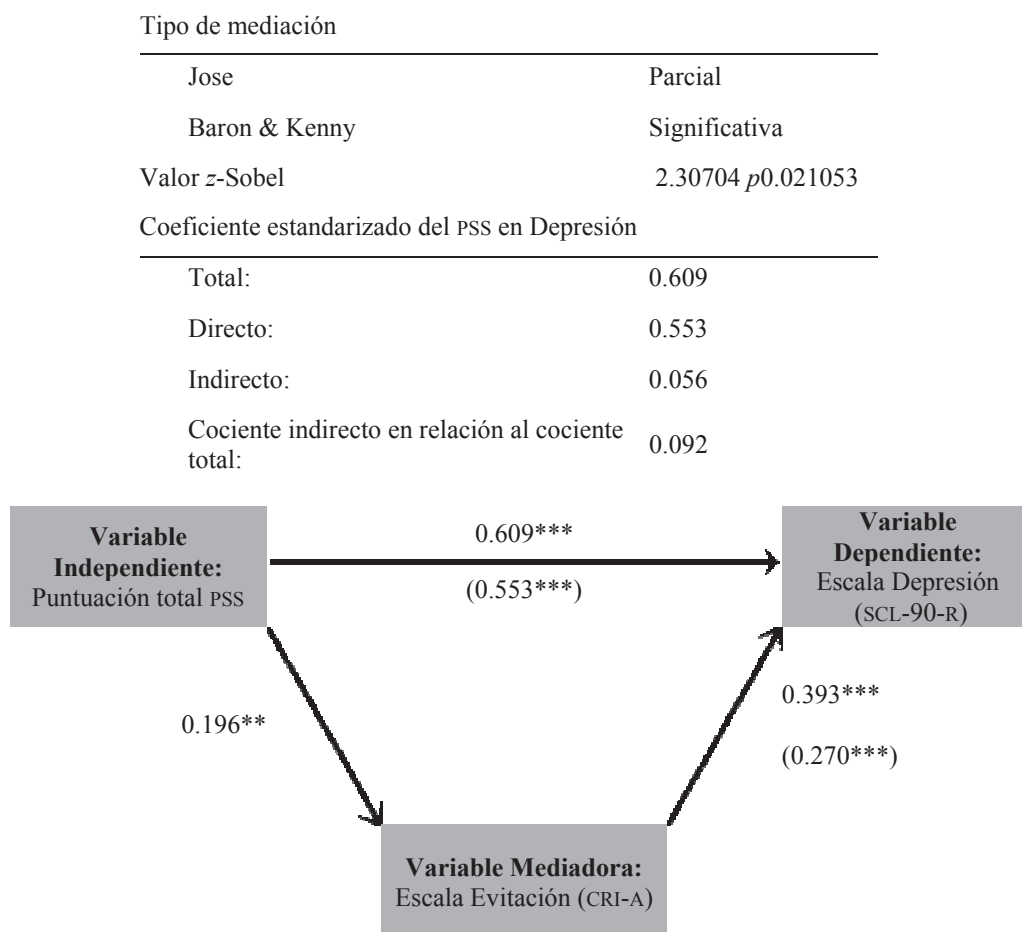 Tipo de mediación
Jose Parcial
Baron & Kenny Significativa
Valor z-Sobel 2.30704 p0.021053
Coeficiente estandarizado del PSS en Depresión
Total: 0.609
Directo: 0.553
Indirecto: 0.056
Cociente indirecto en relación al cociente
total: 0.092
Variable
Independiente:
Puntuación total PSS
0.609***
(0.553***)
Variable
Dependiente:
Escala Depresión
(SCL-90-R)
0.196**
0.393***
(0.270***)
Variable Mediadora:
Escala Evitación (CRI-A)